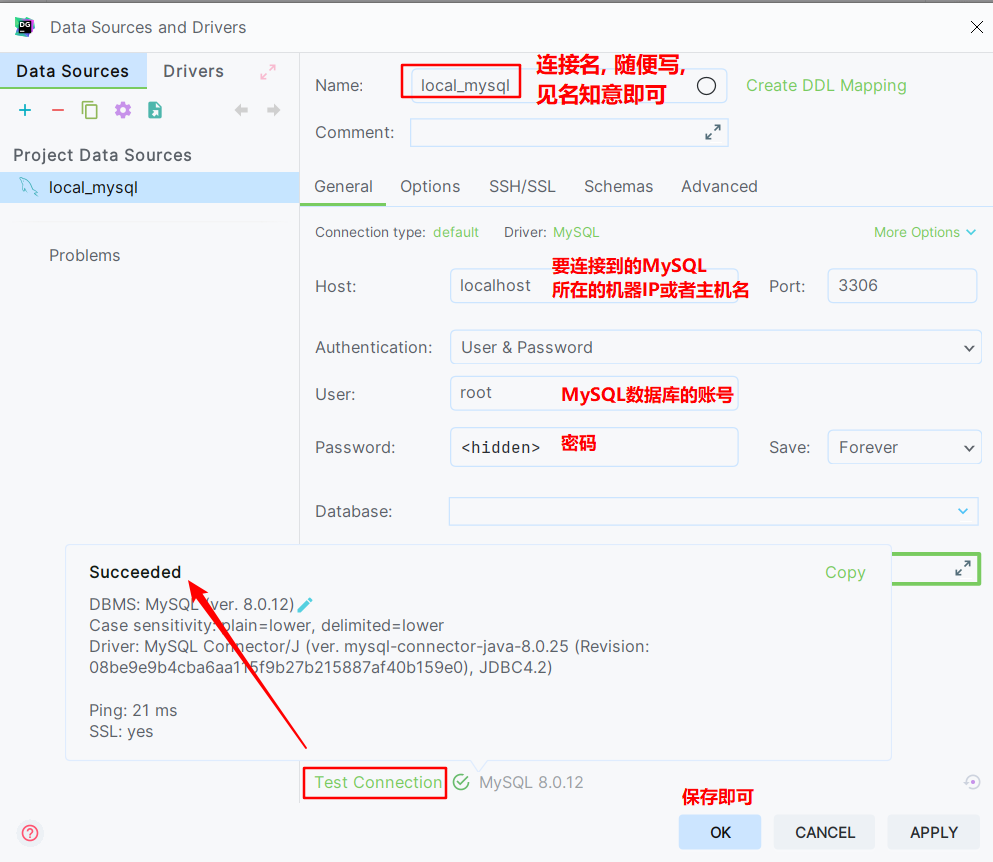 DG
Data Sources and Drivers
Data Sources
Drivers
Project Data Sources
local_mysql
Problems
Name:
local_mysql
连接名, 随便写,
见名知意即可
Create DDL Mapping
Comment:
General
Options
SSH/SSL
Schemas
Advanced
Connection type: default
Driver: MySQL
More Options
Host:
localhost
要连接到的MySQL
所在的机器IP或者主机名
Port:
3306
Authentication:
User & Password
User:
root
MySQL数据库的账号
Password:
<hidden>
密码
Save:
Forever
Database:
Succeeded
Copy
DBMS: MySQL (ver. 8.0.12)
Case sensitivity: plain=lower, delimited=lower
Driver: MySQL Connector/J (ver. mysql-connector-java-8.0.25 (Revision:
08be9e9b4cba6aa115f9b27b215887af40b159e0), JDBC4.2)
Ping: 21 ms
SSL: yes
Test Connection
MySQL 8.0.12
保存即可
?
OK
CANCEL
APPLY